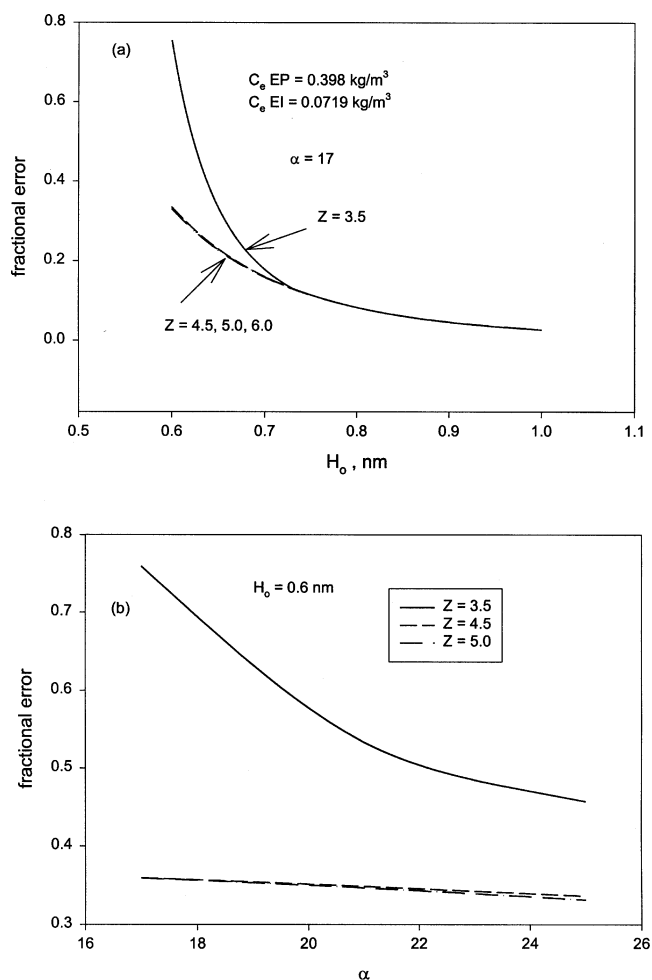 0.8
(a)
Cₑ EP = 0.398 kg/m³
Cₑ EI = 0.0719 kg/m³
α = 17
Z = 3.5
Z = 4.5, 5.0, 6.0
0.6
0.4
0.2
0.0
fractional error
0.5 0.6 0.7 0.8 0.9 1.0 1.1
Hₒ , nm
0.8
(b)
Hₒ = 0.6 nm
Z = 3.5
Z = 4.5
Z = 5.0
0.7
0.6
0.5
0.4
0.3
fractional error
16 18 20 22 24 26
α